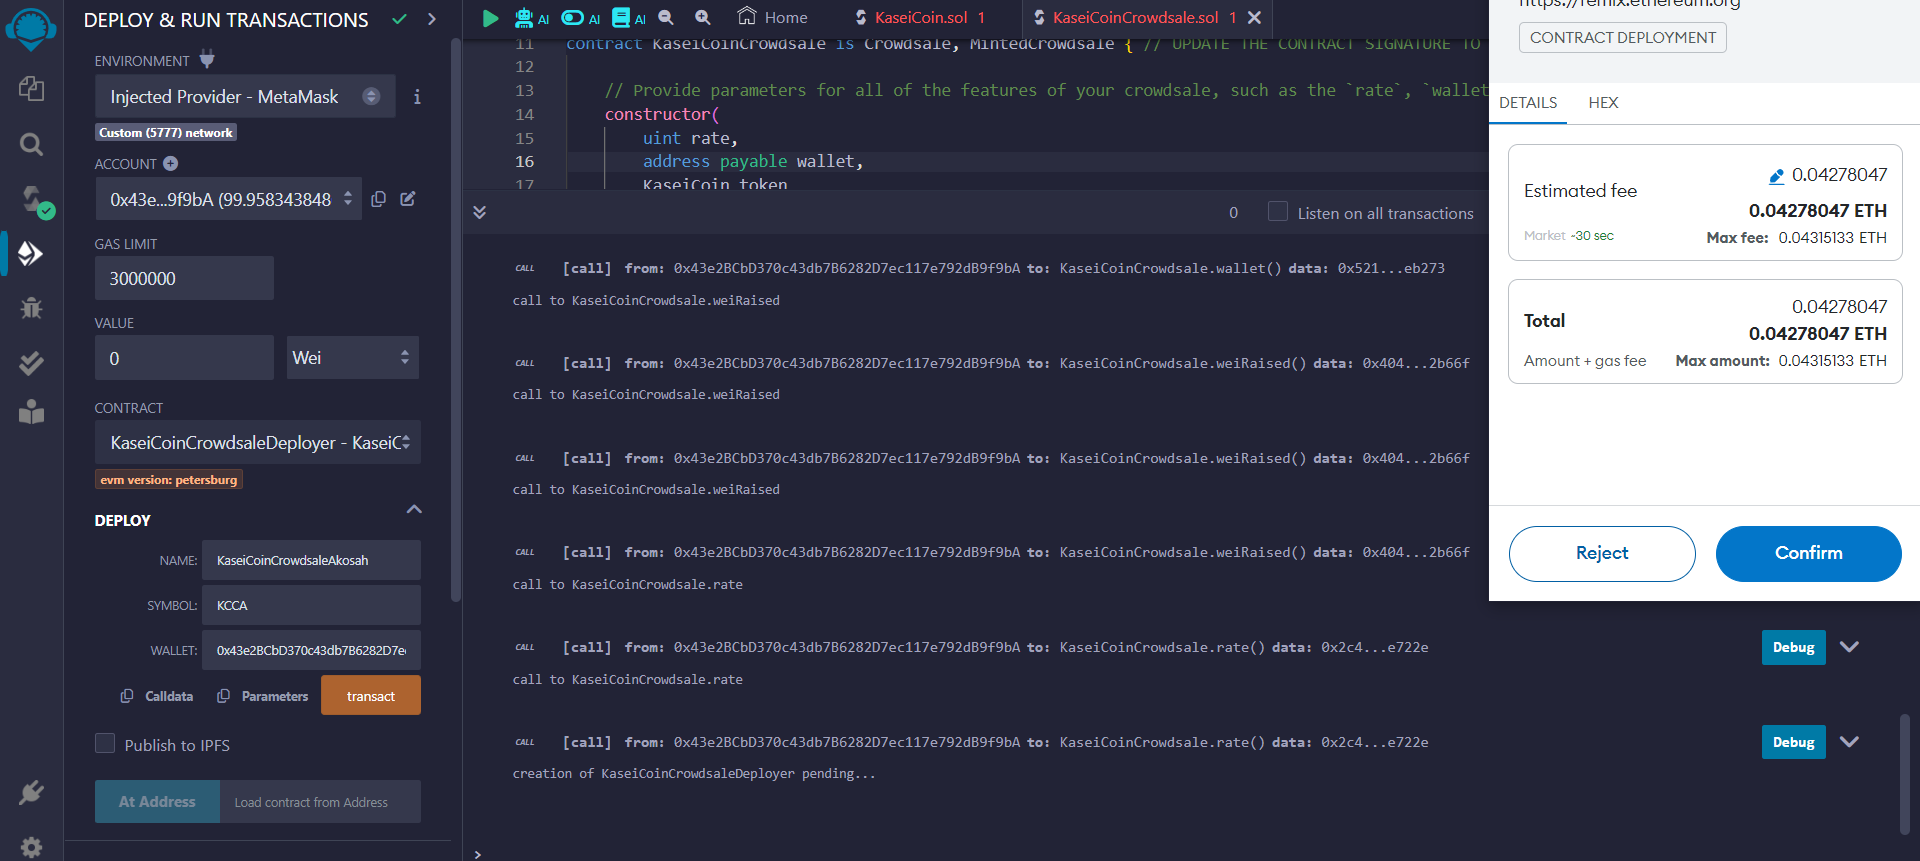 DEPLOY & RUN TRANSACTIONS
ENVIRONMENT
Injected Provider - MetaMask
Custom (5777) network
ACCOUNT
0x43e...9f9bA (99.958343848
GAS LIMIT
3000000
VALUE
0
Wei
CONTRACT
KaseiCoinCrowdsaleDeployer - KaseiC
evm version: petersburg
DEPLOY
NAME: KaseiCoinCrowdsaleAkosah
SYMBOL: KCCA
WALLET: 0x43e2BCbD370c43db7B6282D7e
Calldata Parameters transact
Publish to IPFS
At Address Load contract from Address
AI AI AI Home KaseiCoin.sol 1 KaseiCoinCrowdsale.sol 1
11 contract KaseiCoinCrowdsale is Crowdsale, MintedCrowdsale { // UPDATE THE CONTRACT SIGNATURE TO
12
13 // Provide parameters for all of the features of your crowdsale, such as the `rate`, `wallet
14 constructor(
15 uint rate,
16 address payable wallet,
17 KaseiCoin token
0 Listen on all transactions
CALL [call] from: 0x43e2BCbD370c43db7B6282D7ec117e792dB9f9bA to: KaseiCoinCrowdsale.wallet() data: 0x521...eb273
call to KaseiCoinCrowdsale.weiRaised
CALL [call] from: 0x43e2BCbD370c43db7B6282D7ec117e792dB9f9bA to: KaseiCoinCrowdsale.weiRaised() data: 0x404...2b66f
call to KaseiCoinCrowdsale.weiRaised
CALL [call] from: 0x43e2BCbD370c43db7B6282D7ec117e792dB9f9bA to: KaseiCoinCrowdsale.weiRaised() data: 0x404...2b66f
call to KaseiCoinCrowdsale.weiRaised
CALL [call] from: 0x43e2BCbD370c43db7B6282D7ec117e792dB9f9bA to: KaseiCoinCrowdsale.weiRaised() data: 0x404...2b66f
call to KaseiCoinCrowdsale.rate
CALL [call] from: 0x43e2BCbD370c43db7B6282D7ec117e792dB9f9bA to: KaseiCoinCrowdsale.rate() data: 0x2c4...e722e
Debug
call to KaseiCoinCrowdsale.rate
CALL [call] from: 0x43e2BCbD370c43db7B6282D7ec117e792dB9f9bA to: KaseiCoinCrowdsale.rate() data: 0x2c4...e722e
Debug
creation of KaseiCoinCrowdsaleDeployer pending...
>
https://remix.ethereum.org
CONTRACT DEPLOYMENT
DETAILS HEX
0.04278047
Estimated fee
0.04278047 ETH
Market ~30 sec Max fee: 0.04315133 ETH
0.04278047
Total
0.04278047 ETH
Amount + gas fee Max amount: 0.04315133 ETH
Reject Confirm